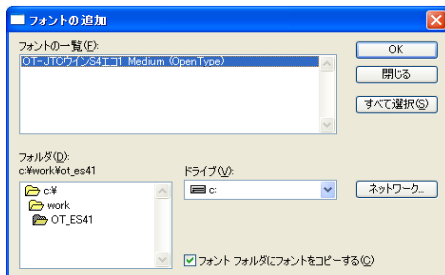 フォントの追加
フォントの一覧(F):
OT-JTCウインS4エコ1 Medium (OpenType)
OK
閉じる
すべて選択(S)
フォルダ(D):
c:¥work¥ot_es41
ドライブ(V):
c:¥
work
OT_ES41
c:
ネットワーク...
フォント フォルダにフォントをコピーする(C)